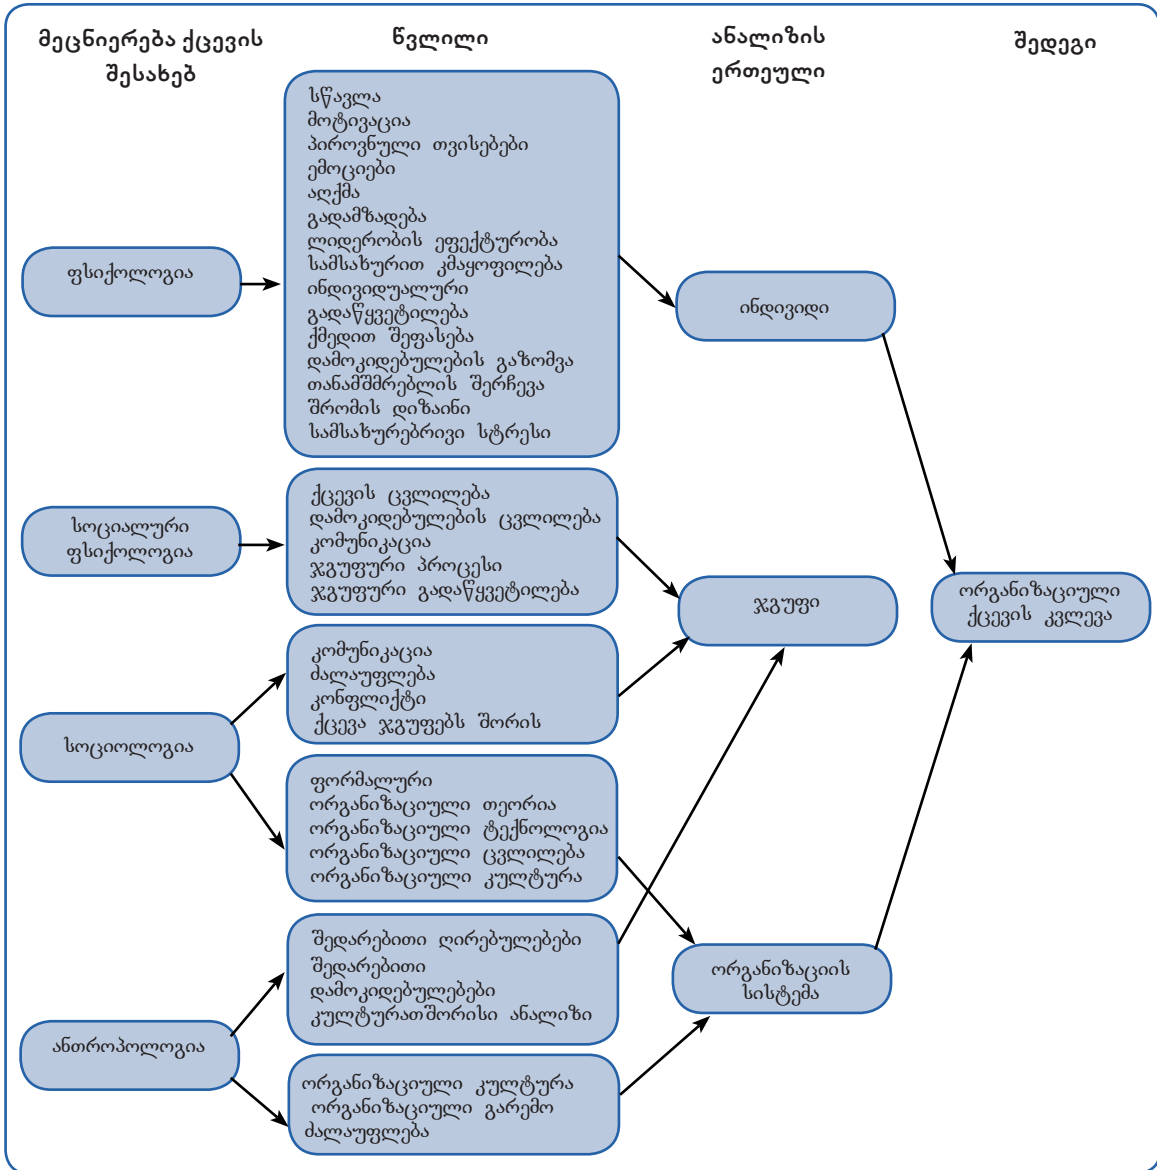 მეცნიერება ქცევის
შესახებ
წვლილი
ანალიზის
ერთეული
შედეგი
ფსიქოლოგია
სწავლა
მოტივაცია
პიროვნული თვისებები
ემოციები
აღქმა
გადამზადება
ლიდერობის ეფექტურობა
სამსახურით კმაყოფილება
ინდივიდუალური
გადაწყვეტილება
ქმედით შეფასება
დამოკიდებულების გაზომვა
თანამშმრებლის შერჩევა
შრომის დიზაინი
სამსახურებრივი სტრესი
ინდივიდი
სოციალური
ფსიქოლოგია
ქცევის ცვლილება
დამოკიდებულების ცვლილება
კომუნიკაცია
ჯგუფური პროცესი
ჯგუფური გადაწყვეტილება
ჯგუფი
ორგანიზაციული
ქცევის კვლევა
სოციოლოგია
კომუნიკაცია
ძალაუფლება
კონფლიქტი
ქცევა ჯგუფებს შორის
ფორმალური
ორგანიზაციული თეორია
ორგანიზაციული ტექნოლოგია
ორგანიზაციული ცვლილება
ორგანიზაციული კულტურა
ანთროპოლოგია
შედარებითი ღირებულებები
შედარებითი
დამოკიდებულებები
კულტურათშორისი ანალიზი
ორგანიზაციის
სისტემა
ორგანიზაციული კულტურა
ორგანიზაციული გარემო
ძალაუფლება